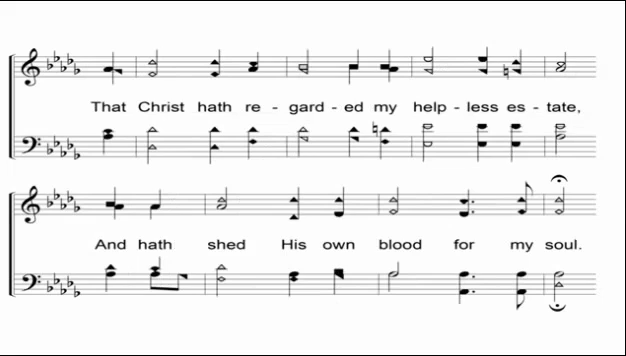 That Christ hath re - gard - ed my help - less es - tate,
And hath shed His own blood for my soul.